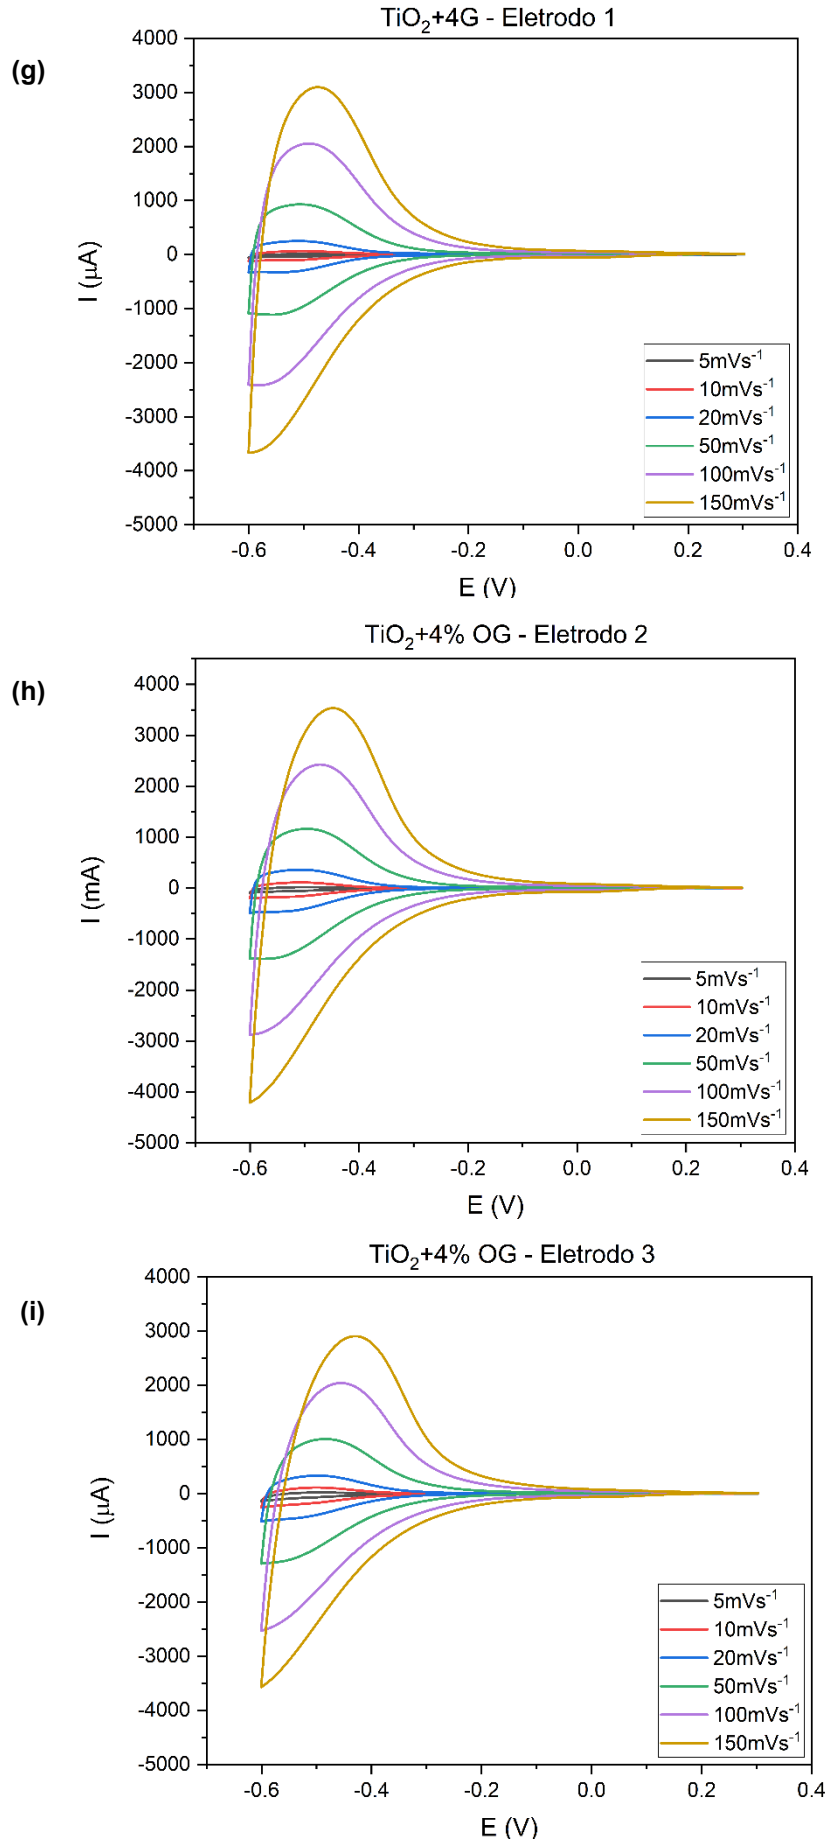 TiO₂+4G - Eletrodo 1
(g)
4000
3000
2000
1000
0
-1000
-2000
-3000
-4000
-5000
I (μA)
5mVs⁻¹
10mVs⁻¹
20mVs⁻¹
50mVs⁻¹
100mVs⁻¹
150mVs⁻¹
-0.6 -0.4 -0.2 0.0 0.2 0.4
E (V)
TiO₂+4% OG - Eletrodo 2
(h)
4000
3000
2000
1000
0
-1000
-2000
-3000
-4000
-5000
I (mA)
5mVs⁻¹
10mVs⁻¹
20mVs⁻¹
50mVs⁻¹
100mVs⁻¹
150mVs⁻¹
-0.6 -0.4 -0.2 0.0 0.2 0.4
E (V)
TiO₂+4% OG - Eletrodo 3
(i)
4000
3000
2000
1000
0
-1000
-2000
-3000
-4000
-5000
I (μA)
5mVs⁻¹
10mVs⁻¹
20mVs⁻¹
50mVs⁻¹
100mVs⁻¹
150mVs⁻¹
-0.6 -0.4 -0.2 0.0 0.2 0.4
E (V)